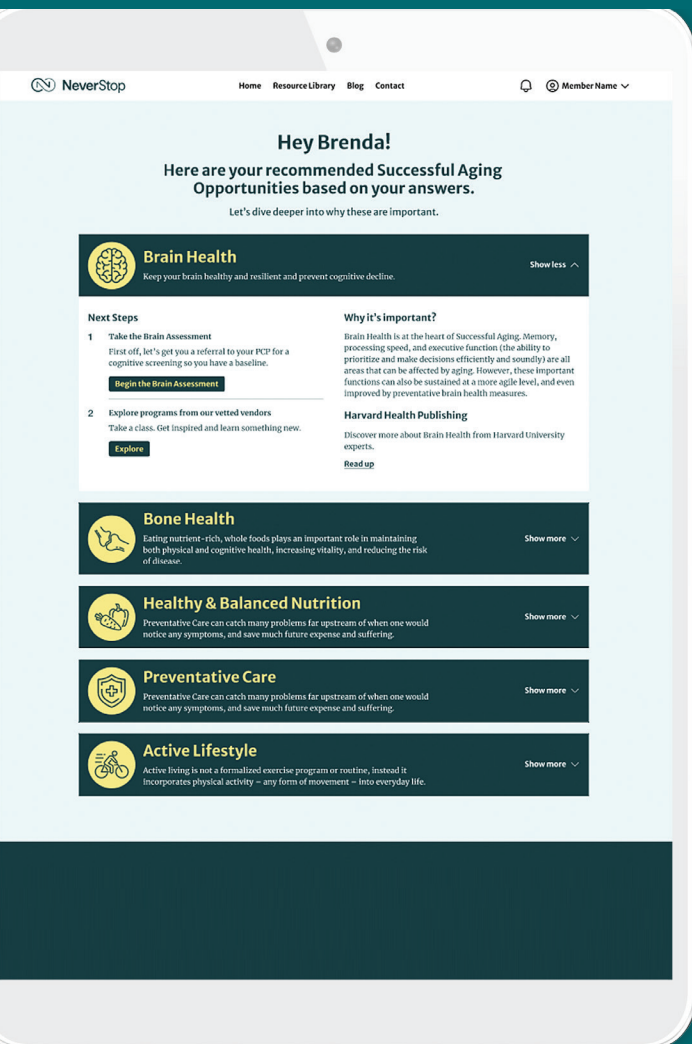 NeverStop
Home Resource Library Blog Contact
Member Name
Hey Brenda!
Here are your recommended Successful Aging
Opportunities based on your answers.
Let's dive deeper into why these are important.
Brain Health
Keep your brain healthy and resilient and prevent cognitive decline.
Show less
Next Steps
1 Take the Brain Assessment
First off, let's get you a referral to your PCP for a
cognitive screening so you have a baseline.
Begin the Brain Assessment
2 Explore programs from our vetted vendors
Take a class. Get inspired and learn something new.
Explore
Why it's important?
Brain Health is at the heart of Successful Aging. Memory,
processing speed, and executive function (the ability to
prioritize and make decisions efficiently and soundly) are all
areas that can be affected by aging. However, these important
functions can also be sustained at a more agile level, and even
improved by preventative brain health measures.
Harvard Health Publishing
Discover more about Brain Health from Harvard University
experts.
Read up
Bone Health
Eating nutrient-rich, whole foods plays an important role in maintaining
both physical and cognitive health, increasing vitality, and reducing the risk
of disease.
Show more
Healthy & Balanced Nutrition
Preventative Care can catch many problems far upstream of when one would
notice any symptoms, and save much future expense and suffering.
Show more
Preventative Care
Preventative Care can catch many problems far upstream of when one would
notice any symptoms, and save much future expense and suffering.
Show more
Active Lifestyle
Active living is not a formalized exercise program or routine, instead it
incorporates physical activity – any form of movement – into everyday life.
Show more